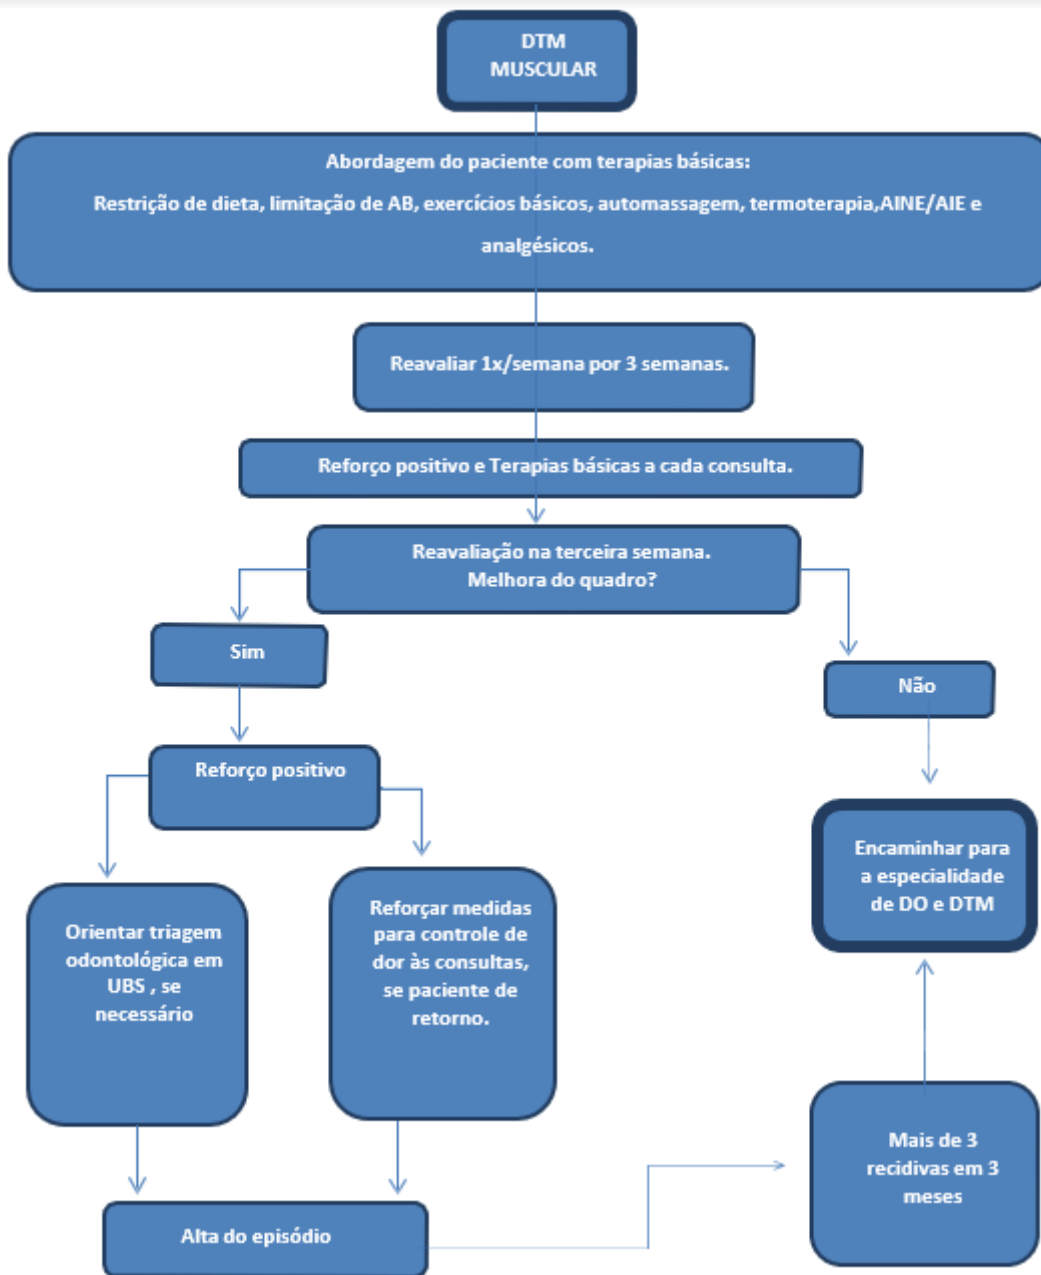 DTM
MUSCULAR
Abordagem do paciente com terapias básicas:
Restrição de dieta, limitação de AB, exercícios básicos, automassagem, termoterapia,AINE/AIE e
analgésicos.
Reavaliar 1x/semana por 3 semanas.
Reforço positivo e Terapias básicas a cada consulta.
Reavaliação na terceira semana.
Melhora do quadro?
Sim
Não
Reforço positivo
Encaminhar para
a especialidade
de DO e DTM
Orientar triagem
odontológica em
UBS , se
necessário
Reforçar medidas
para controle de
dor às consultas,
se paciente de
retorno.
Mais de 3
recidivas em 3
meses
Alta do episódio